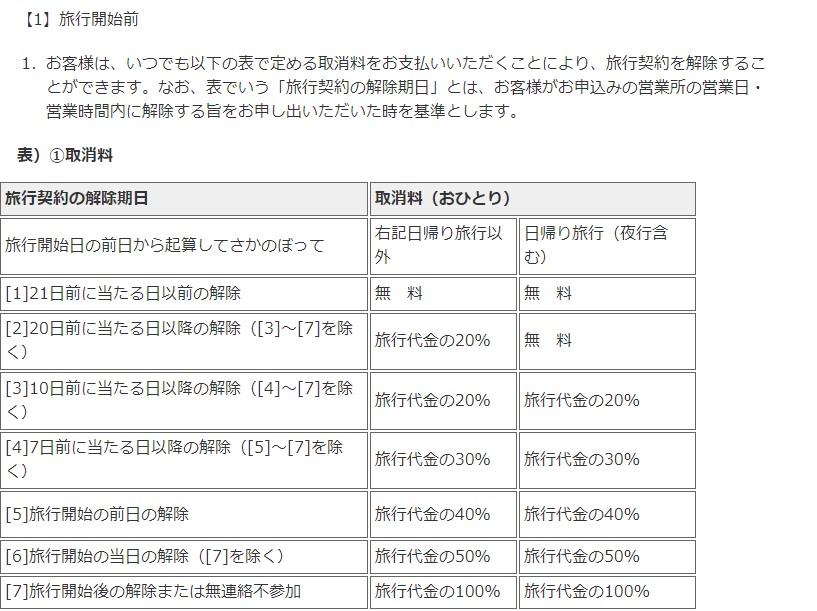 【1】旅行開始前
1. お客様は、いつでも以下の表で定める取消料をお支払いいただくことにより、旅行契約を解除するこ
とができます。なお、表でいう「旅行契約の解除期日」とは、お客様がお申込みの営業所の営業日・
営業時間内に解除する旨をお申し出いただいた時を基準とします。
表）①取消料
旅行契約の解除期日 取消料（おひとり）
旅行開始日の前日から起算してさかのぼって
右記日帰り旅行以
外
日帰り旅行（夜行含
む）
[1]21日前に当たる日以前の解除 無　料 無　料
[2]20日前に当たる日以降の解除（[3]～[7]を除
く）
旅行代金の20% 無　料
[3]10日前に当たる日以降の解除（[4]～[7]を除
く）
旅行代金の20% 旅行代金の20%
[4]7日前に当たる日以降の解除（[5]～[7]を除
く）
旅行代金の30% 旅行代金の30%
[5]旅行開始の前日の解除 旅行代金の40% 旅行代金の40%
[6]旅行開始の当日の解除（[7]を除く） 旅行代金の50% 旅行代金の50%
[7]旅行開始後の解除または無連絡不参加 旅行代金の100% 旅行代金の100%